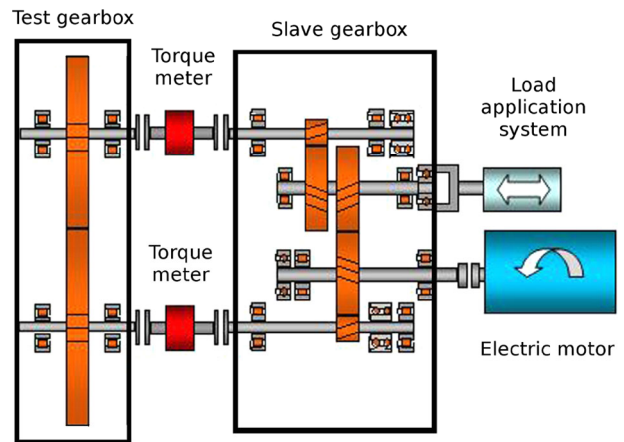 Test gearbox
Slave gearbox
Torque
meter
Load
application
system
Torque
meter
Electric motor